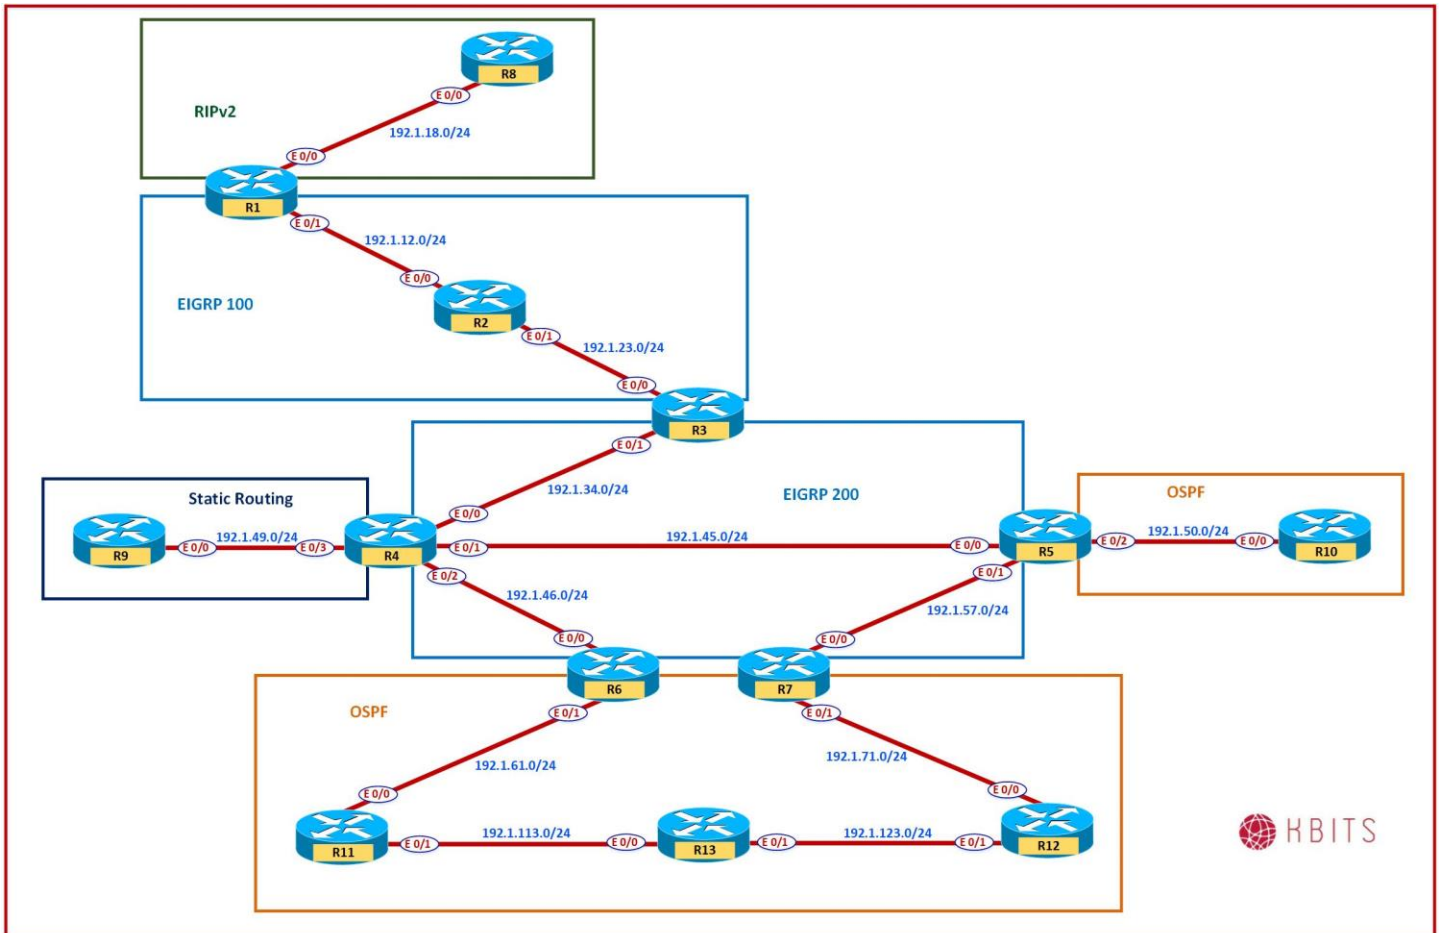 R8
E 0/0
RIPv2
192.1.18.0/24
E 0/0
R1
E 0/1
192.1.12.0/24
E 0/0
EIGRP 100
R2
E 0/1
192.1.23.0/24
E 0/0
R3
E 0/1
192.1.34.0/24
EIGRP 200
OSPF
Static Routing
E 0/0
192.1.49.0/24
R9
E 0/0
E 0/3
R4
E 0/1
192.1.45.0/24
E 0/0
R5
E 0/2
192.1.50.0/24
E 0/0
R10
E 0/2
E 0/1
192.1.46.0/24
192.1.57.0/24
E 0/0
E 0/0
R6
R7
OSPF
E 0/1
E 0/1
192.1.61.0/24
192.1.71.0/24
E 0/0
E 0/0
R11
E 0/1
192.1.113.0/24
E 0/0
R13
E 0/1
192.1.123.0/24
E 0/1
R12
KBITS